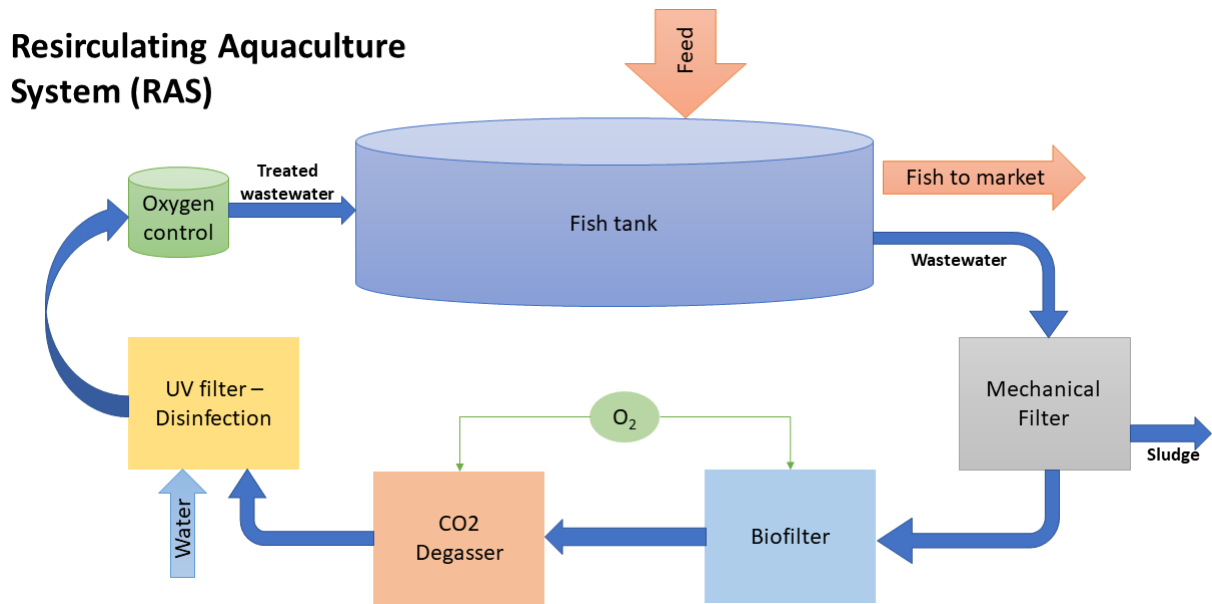 Resirculating Aquaculture
System (RAS)
Feed
Treated
wastewater
Oxygen
control
Fish tank
Fish to market
Wastewater
UV filter –
Disinfection
Mechanical
Filter
O₂
Sludge
Water
CO2
Degasser
Biofilter